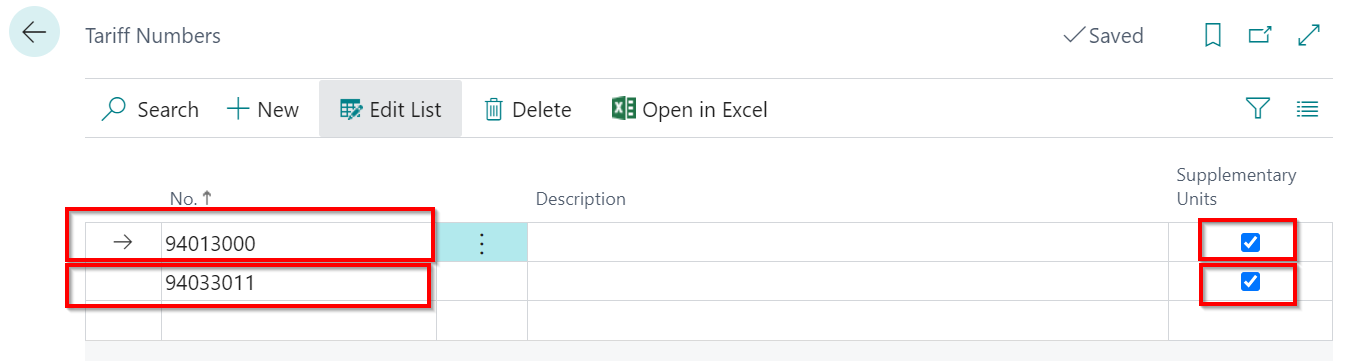 Tariff Numbers
Saved
Search
New
Edit List
Delete
Open in Excel
No. ↑
Description
Supplementary
Units
94013000
94033011